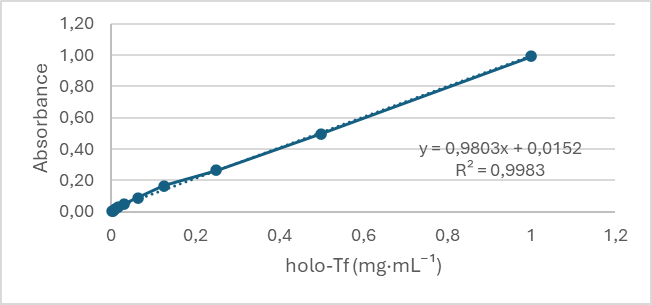 1,20
1,00
0,80
0,60
0,40
0,20
0,00
Absorbance
y = 0,9803x + 0,0152
R² = 0,9983
0 0,2 0,4 0,6 0,8 1 1,2
holo-Tf (mg·mL⁻¹)